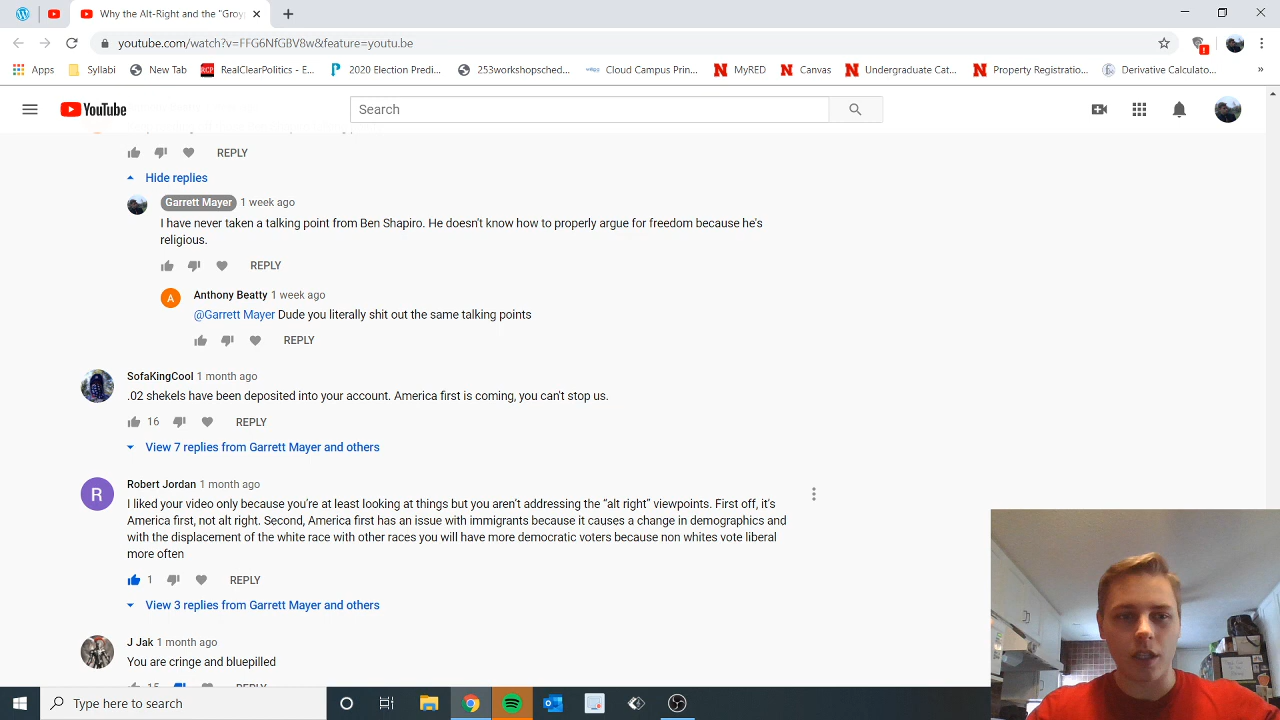 Why the Alt-Right and the "Groy
youtube.com/watch?v=FFG6NfGBV8w&feature=youtu.be
1
Apps Syllabi New Tab RealClearPolitics - E... 2020 Election Predi... 253workshopsched... Cloud Campus Prin... MyRED Canvas Undergraduate Cat... Property Registratio... Derivative Calculato... »
YouTube Search
REPLY
Hide replies
Garrett Mayer 1 week ago
I have never taken a talking point from Ben Shapiro. He doesn't know how to properly argue for freedom because he's
religious.
REPLY
A Anthony Beatty 1 week ago
@Garrett Mayer Dude you literally shit out the same talking points
REPLY
SofaKingCool 1 month ago
.02 shekels have been deposited into your account. America first is coming, you can't stop us.
16 REPLY
View 7 replies from Garrett Mayer and others
R Robert Jordan 1 month ago
I liked your video only because you're at least looking at things but you aren't addressing the “alt right” viewpoints. First off, it's
America first, not alt right. Second, America first has an issue with immigrants because it causes a change in demographics and
with the displacement of the white race with other races you will have more democratic voters because non whites vote liberal
more often
1 REPLY
View 3 replies from Garrett Mayer and others
J Jak 1 month ago
You are cringe and bluepilled
15 REPLY
Type here to search